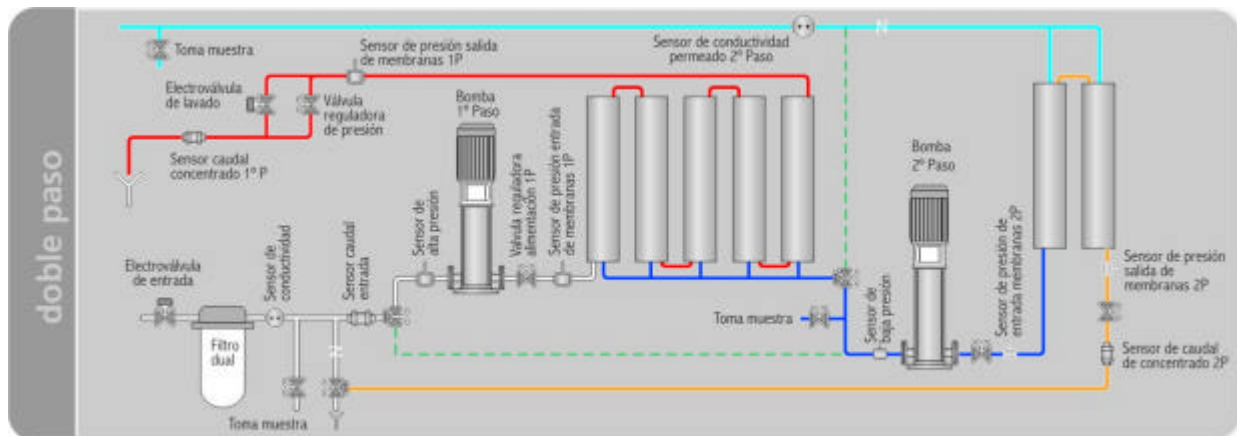 doble paso
Toma muestra
Sensor de presión salida
de membranas 1P
Sensor de conductividad
permeado 2º Paso
Electroválvula
de lavado
Válvula
reguladora
de presión
Bomba
1º Paso
Sensor caudal
concentrado 1º P
Sensor de
alta presión
Valvula reguladora
alimentación 1P
Sensor de presión entrada
de membranas 1P
Bomba
2º Paso
Electroválvula
de entrada
Sensor de
conductividad
Sensor caudal
entrada
Filtro
dual
Toma muestra
Toma muestra
Sensor de
baja presión
Sensor de presión de
entrada membranas 2P
Sensor de presión
salida de
membranas 2P
Sensor de caudal
de concentrado 2P